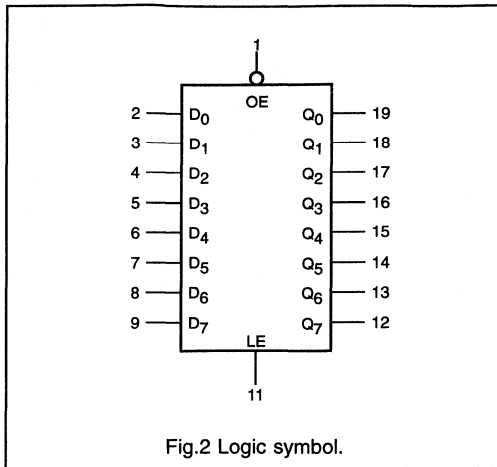 1
OE
2 D0 Q0 19
3 D1 Q1 18
4 D2 Q2 17
5 D3 Q3 16
6 D4 Q4 15
7 D5 Q5 14
8 D6 Q6 13
9 D7 Q7 12
LE
11
Fig.2 Logic symbol.